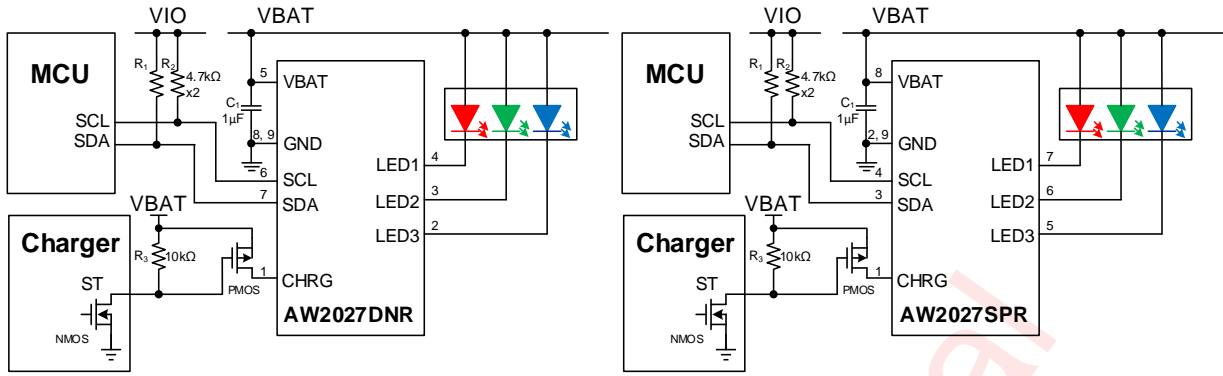 VIO VBAT
MCU
R1 R2
4.7kΩ
x2
SCL
SDA
C1
1µF
5 VBAT
8, 9 GND
6 SCL
7 SDA
4 LED1
3 LED2
2 LED3
VBAT
Charger
R3 10kΩ
ST
NMOS
PMOS
1 CHRG
AW2027DNR
VIO VBAT
MCU
R1 R2
4.7kΩ
x2
SCL
SDA
C1
1µF
8 VBAT
2, 9 GND
4 SCL
3 SDA
7 LED1
6 LED2
5 LED3
VBAT
Charger
R3 10kΩ
ST
NMOS
PMOS
1 CHRG
AW2027SPR
al